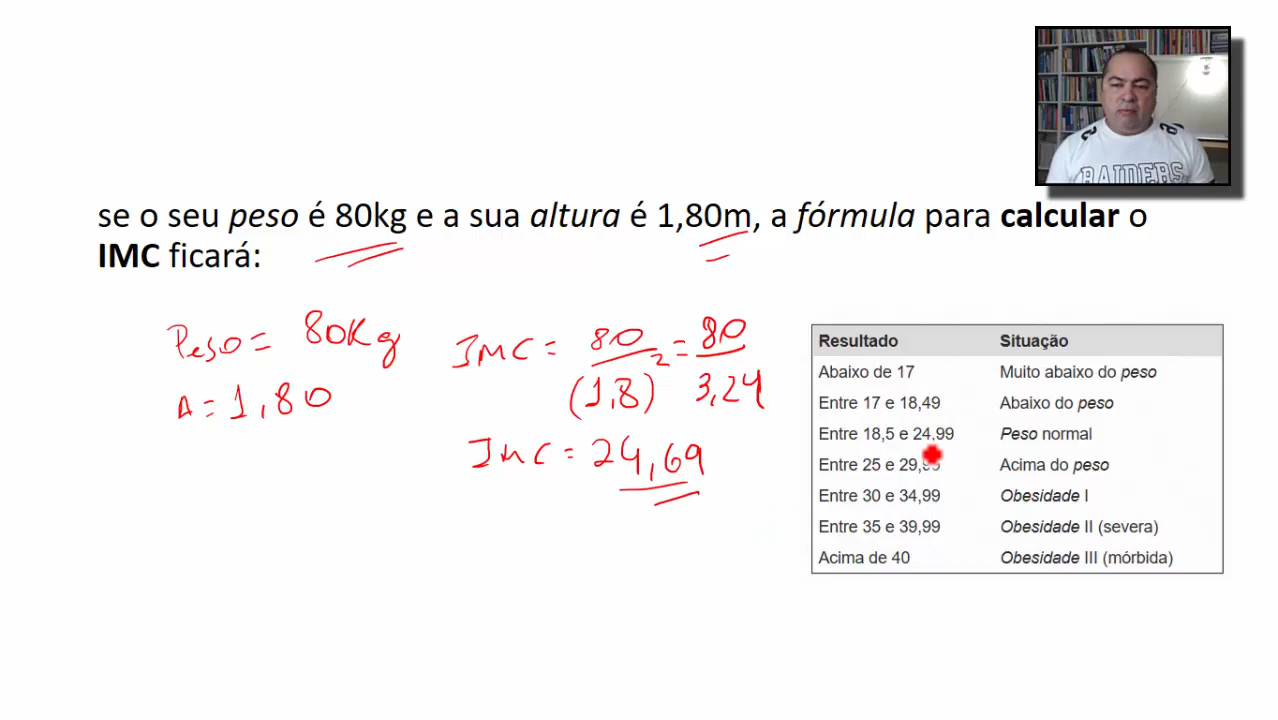 RAIDERS
se o seu peso é 80kg e a sua altura é 1,80m, a fórmula para calcular o
IMC ficará:
Peso = 80Kg
A = 1,80
IMC = 80/(1,8)² = 80/3,24
IMC = 24,69
Resultado Situação
Abaixo de 17 Muito abaixo do peso
Entre 17 e 18,49 Abaixo do peso
Entre 18,5 e 24,99 Peso normal
Entre 25 e 29,99 Acima do peso
Entre 30 e 34,99 Obesidade I
Entre 35 e 39,99 Obesidade II (severa)
Acima de 40 Obesidade III (mórbida)